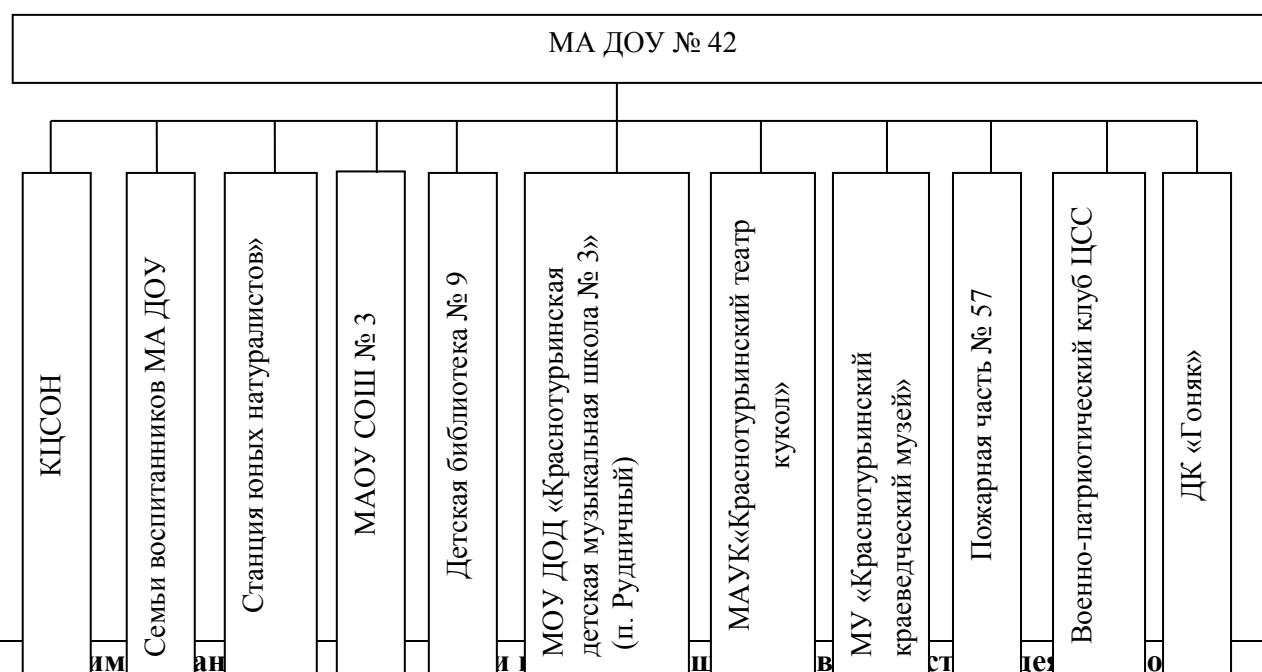 МА ДОУ № 42
КЦСОН
Семьи воспитанников МА ДОУ
Станция юных натуралистов»
МАОУ СОШ № 3
Детская библиотека № 9
МОУ ДОД «Краснотурьинская
детская музыкальная школа № 3»
(п. Рудничный)
МАУК«Краснотурьинский театр
кукол»
МУ «Краснотурьинский
краеведческий музей»
Пожарная часть № 57
Военно-патриотический клуб ЦСС
ДК «Гоняк»